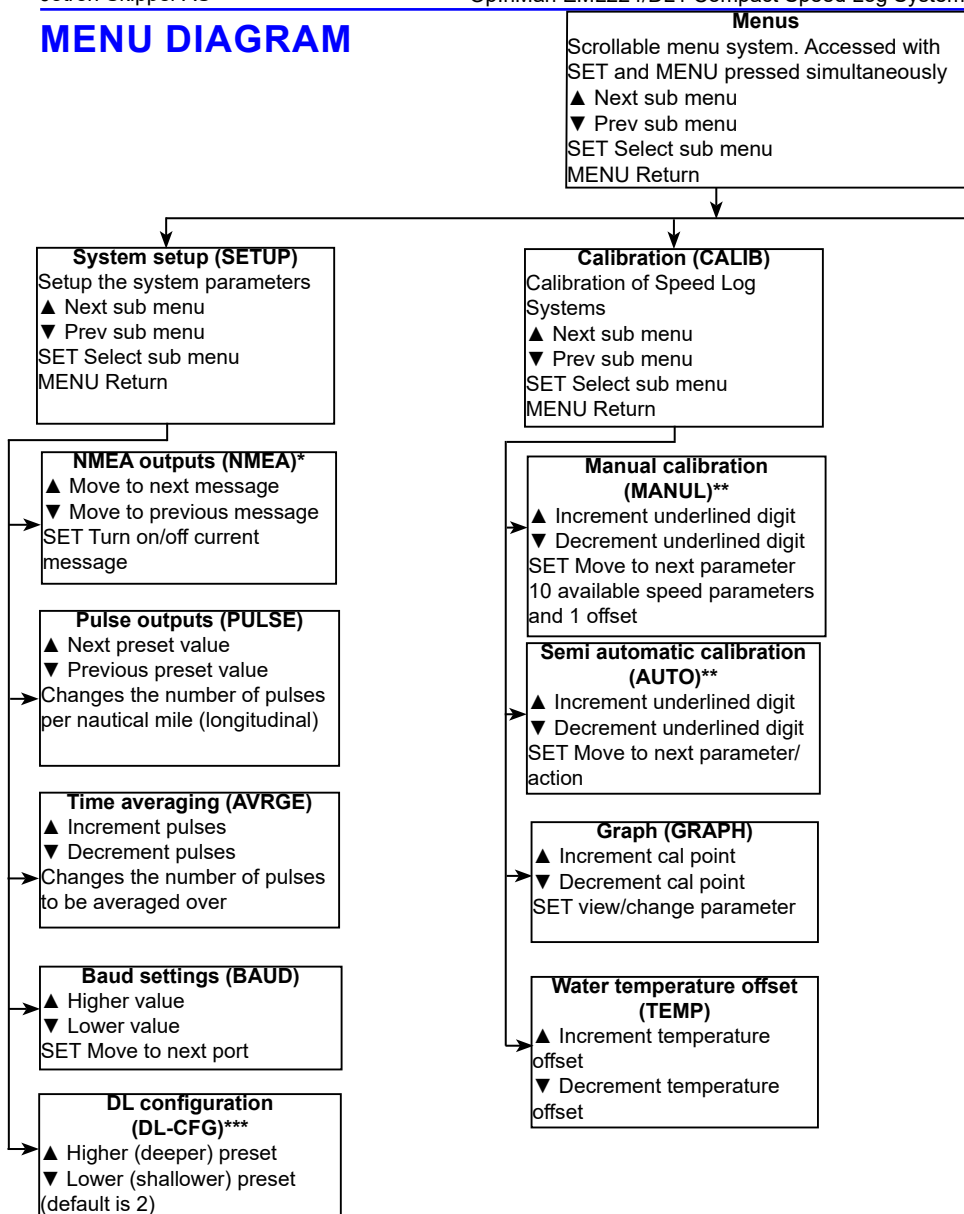 MENU DIAGRAM
Menus
Scrollable menu system. Accessed with
SET and MENU pressed simultaneously
▲ Next sub menu
▼ Prev sub menu
SET Select sub menu
MENU Return
System setup (SETUP)
Setup the system parameters
▲ Next sub menu
▼ Prev sub menu
SET Select sub menu
MENU Return
NMEA outputs (NMEA)*
▲ Move to next message
▼ Move to previous message
SET Turn on/off current
message
Pulse outputs (PULSE)
▲ Next preset value
▼ Previous preset value
Changes the number of pulses
per nautical mile (longitudinal)
Time averaging (AVRGE)
▲ Increment pulses
▼ Decrement pulses
Changes the number of pulses
to be averaged over
Baud settings (BAUD)
▲ Higher value
▼ Lower value
SET Move to next port
DL configuration
(DL-CFG)***
▲ Higher (deeper) preset
▼ Lower (shallower) preset
(default is 2)
Calibration (CALIB)
Calibration of Speed Log
Systems
▲ Next sub menu
▼ Prev sub menu
SET Select sub menu
MENU Return
Manual calibration
(MANUL)**
▲ Increment underlined digit
▼ Decrement underlined digit
SET Move to next parameter
10 available speed parameters
and 1 offset
Semi automatic calibration
(AUTO)**
▲ Increment underlined digit
▼ Decrement underlined digit
SET Move to next parameter/
action
Graph (GRAPH)
▲ Increment cal point
▼ Decrement cal point
SET view/change parameter
Water temperature offset
(TEMP)
▲ Increment temperature
offset
▼ Decrement temperature
offset